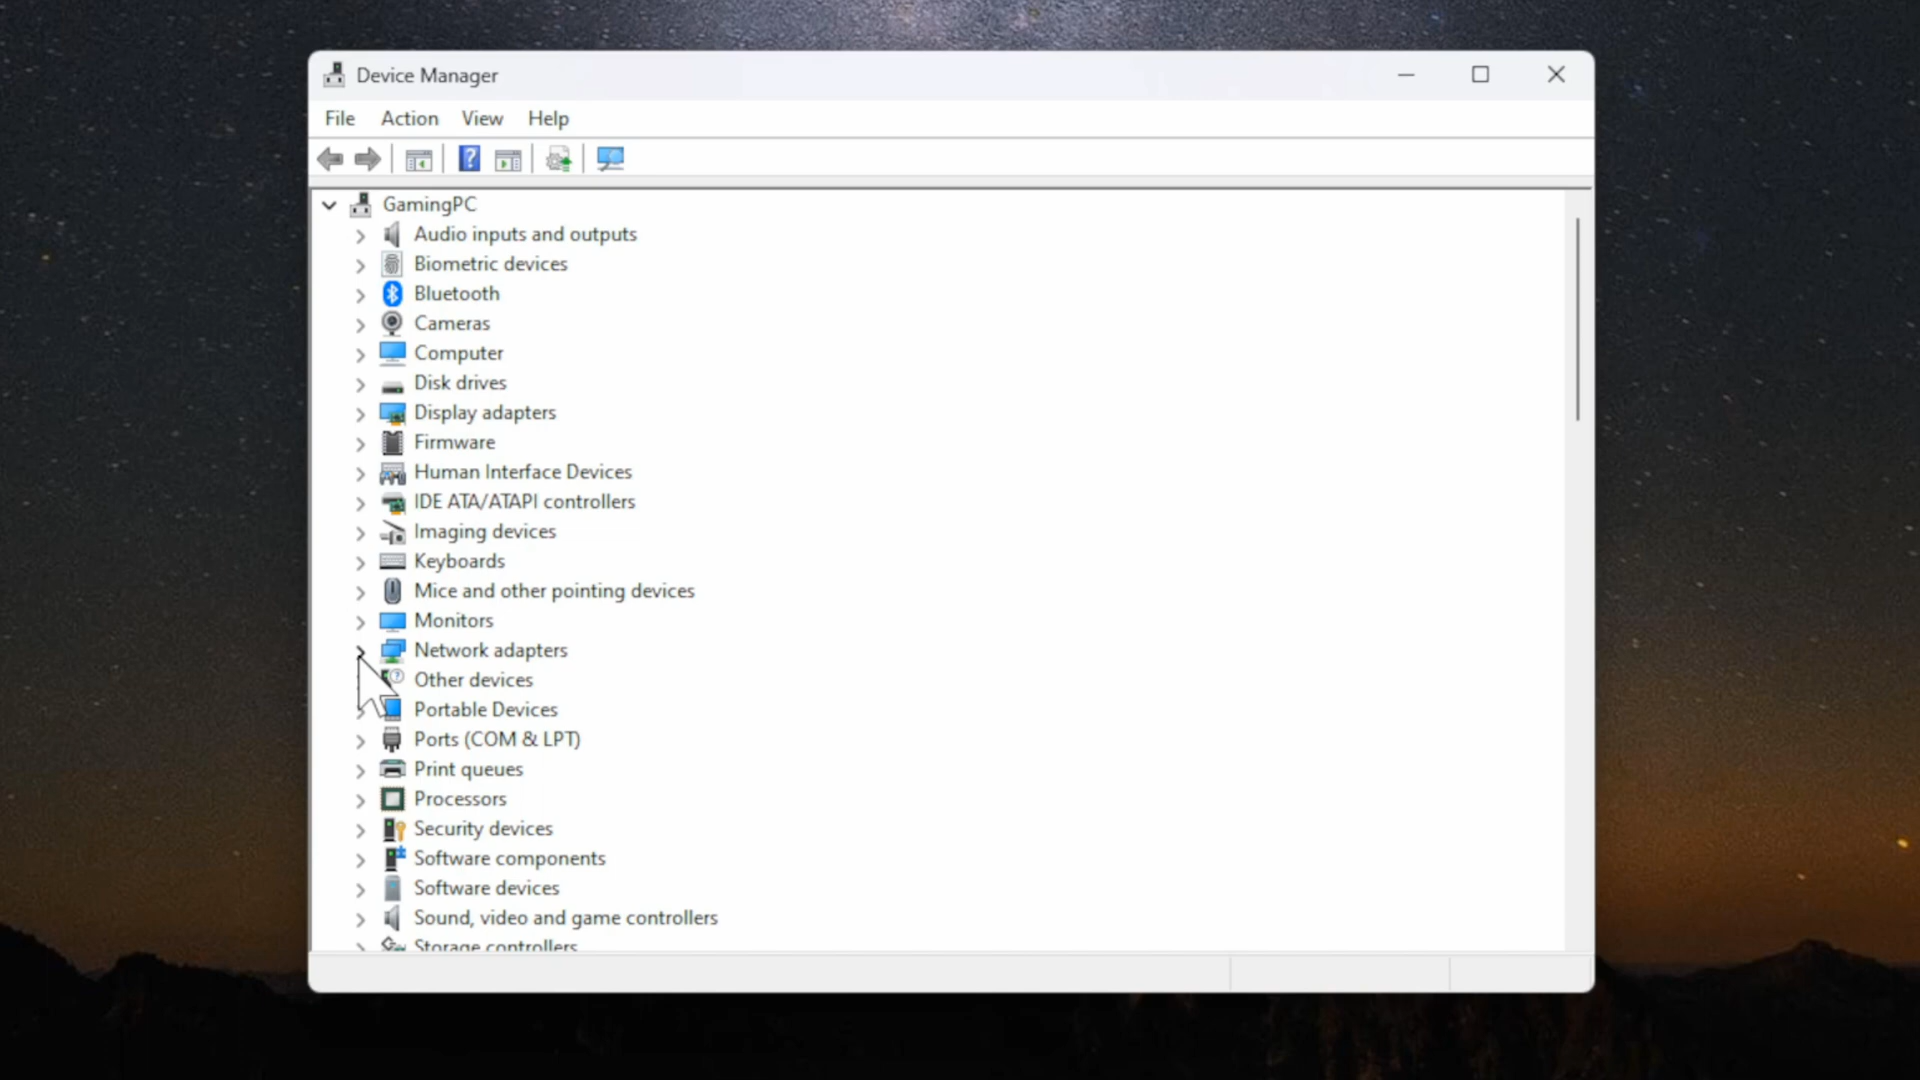 Device Manager
File Action View Help
GamingPC
Audio inputs and outputs
Biometric devices
Bluetooth
Cameras
Computer
Disk drives
Display adapters
Firmware
Human Interface Devices
IDE ATA/ATAPI controllers
Imaging devices
Keyboards
Mice and other pointing devices
Monitors
Network adapters
Other devices
Portable Devices
Ports (COM & LPT)
Print queues
Processors
Security devices
Software components
Software devices
Sound, video and game controllers
Storage controllers